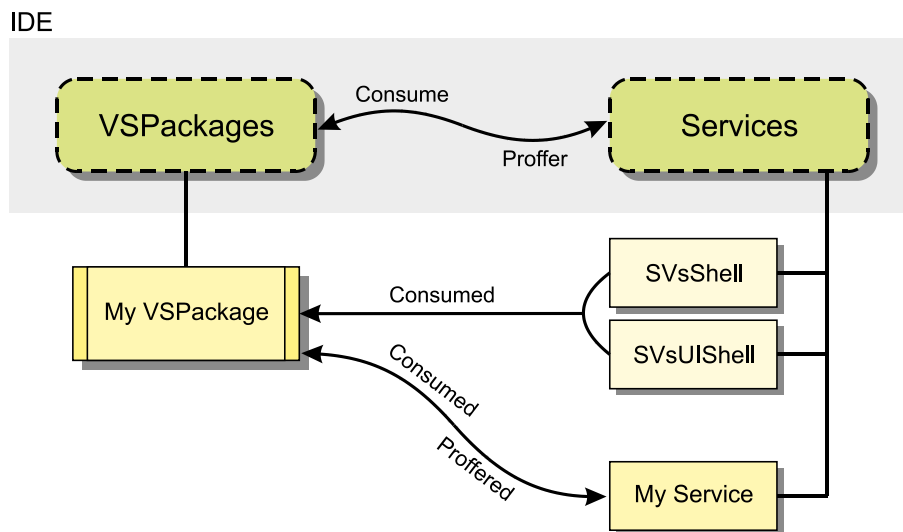 IDE
VSPackages
Consume
Proffer
Services
My VSPackage
Consumed
SVsShell
SVsUIShell
Consumed
Proffered
My Service